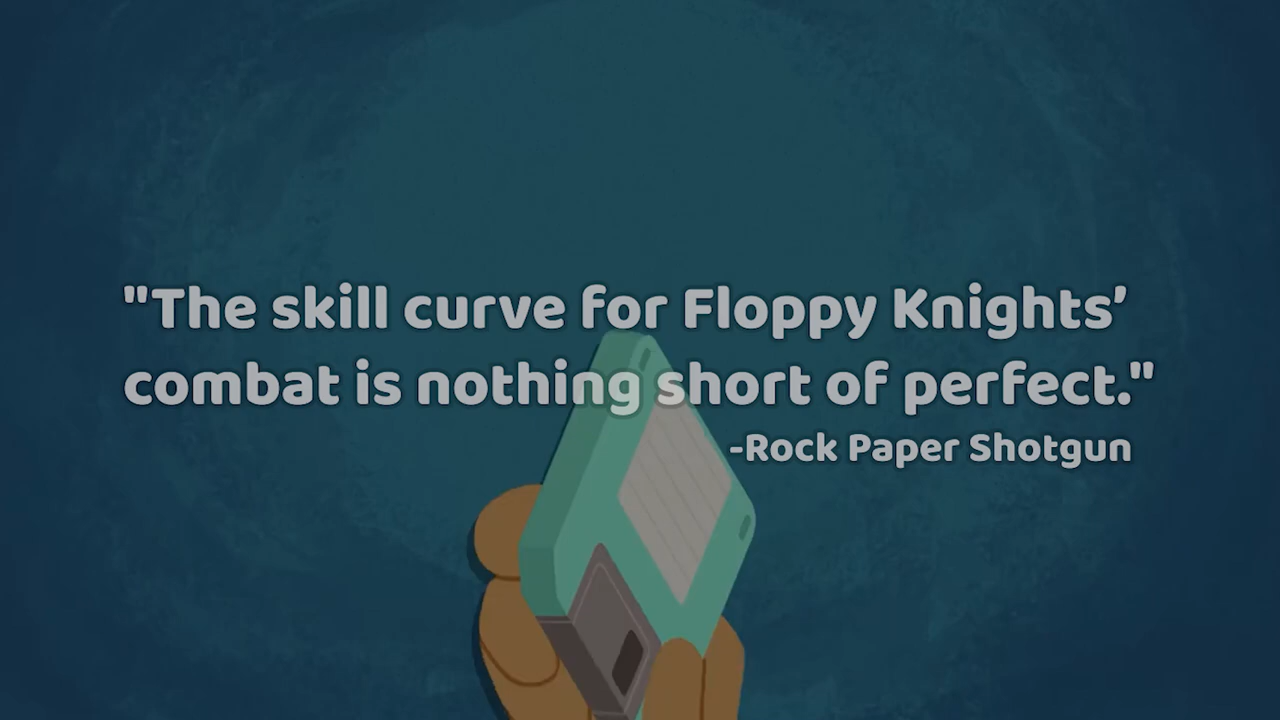 "The skill curve for Floppy Knights’
combat is nothing short of perfect."
-Rock Paper Shotgun